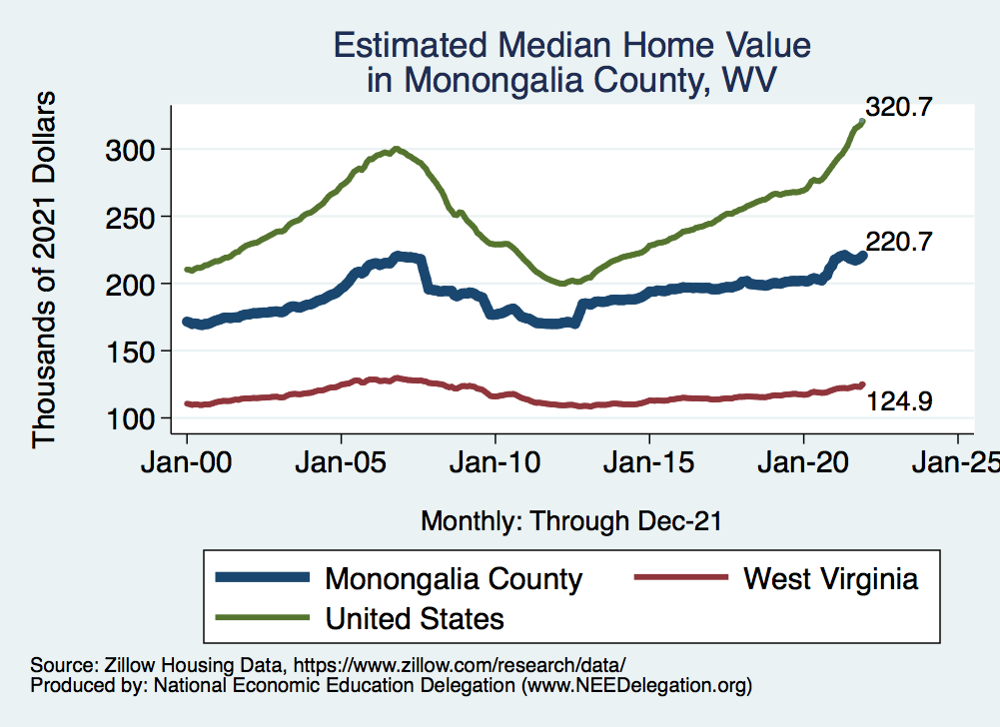 Estimated Median Home Value
in Monongalia County, WV
Thousands of 2021 Dollars
300
250
200
150
100
320.7
220.7
124.9
Jan-00 Jan-05 Jan-10 Jan-15 Jan-20 Jan-25
Monthly: Through Dec-21
Monongalia County West Virginia
United States
Source: Zillow Housing Data, https://www.zillow.com/research/data/
Produced by: National Economic Education Delegation (www.NEEDelegation.org)